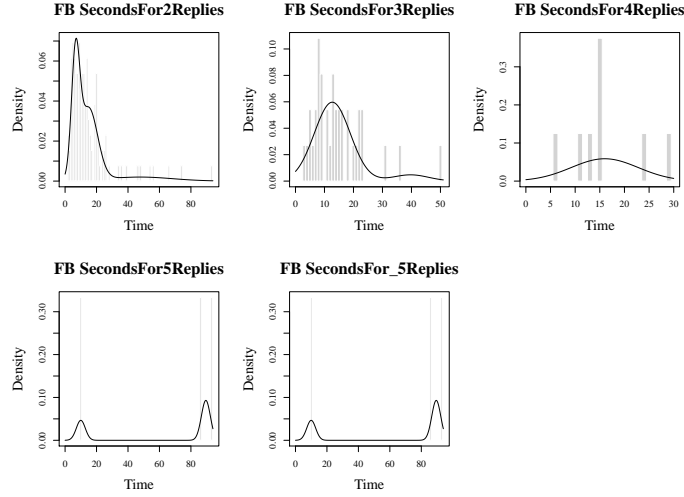 FB SecondsFor2Replies
FB SecondsFor3Replies
FB SecondsFor4Replies
Density
0.00
0.02
0.04
0.06
0 20 40 60 80
Time
Density
0.00
0.02
0.04
0.06
0.08
0.10
0 10 20 30 40 50
Time
Density
0.0
0.1
0.2
0.3
0 5 10 15 20 25 30
Time
FB SecondsFor5Replies
FB SecondsFor_5Replies
Density
0.00
0.10
0.20
0.30
0 20 40 60 80
Time
Density
0.00
0.10
0.20
0.30
0 20 40 60 80
Time